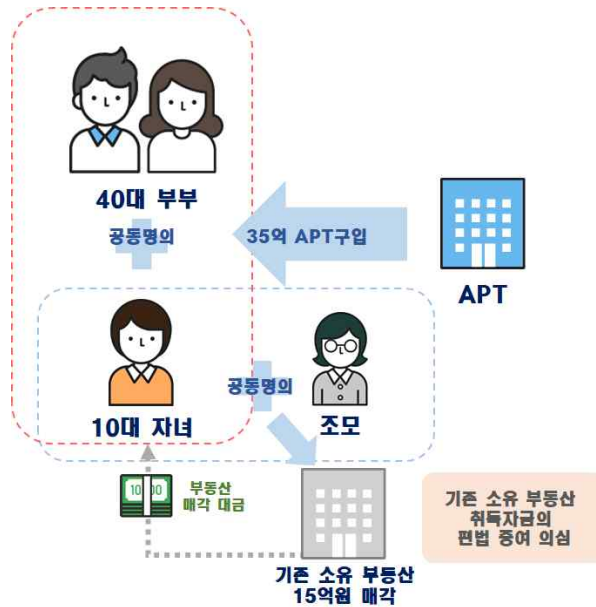 40대 부부
공동명의
35억 APT구입
APT
10대 자녀
공동명의
조모
부동산
매각 대금
기존 소유 부동산
15억원 매각
기존 소유 부동산
취득자금의
편법 증여 의심